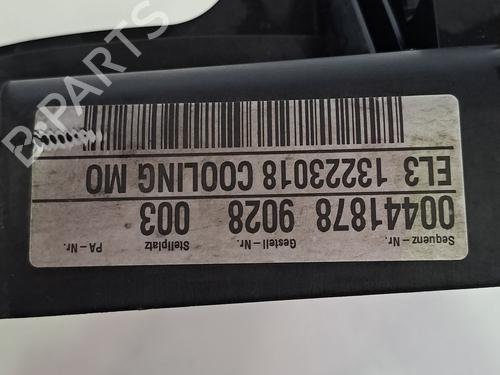 Sequenz-Nr. Gestell-Nr. Stellplatz PA-Nr.
00441878 9028 003
EL3 13223018 COOLING MO
B-PARTS